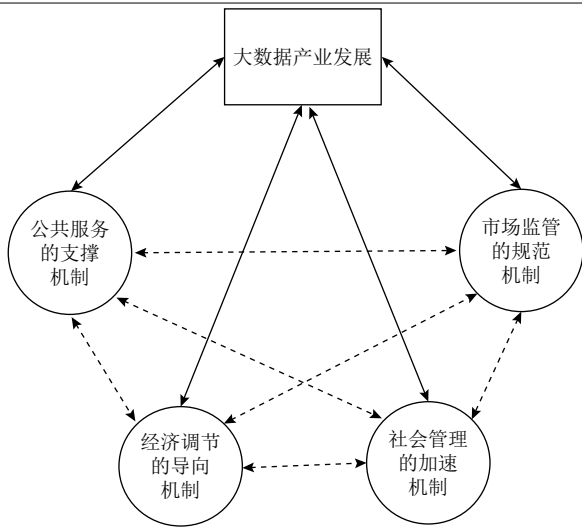 大数据产业发展
公共服务
的支撑
机制
市场监管
的规范
机制
经济调节
的导向
机制
社会管理
的加速
机制